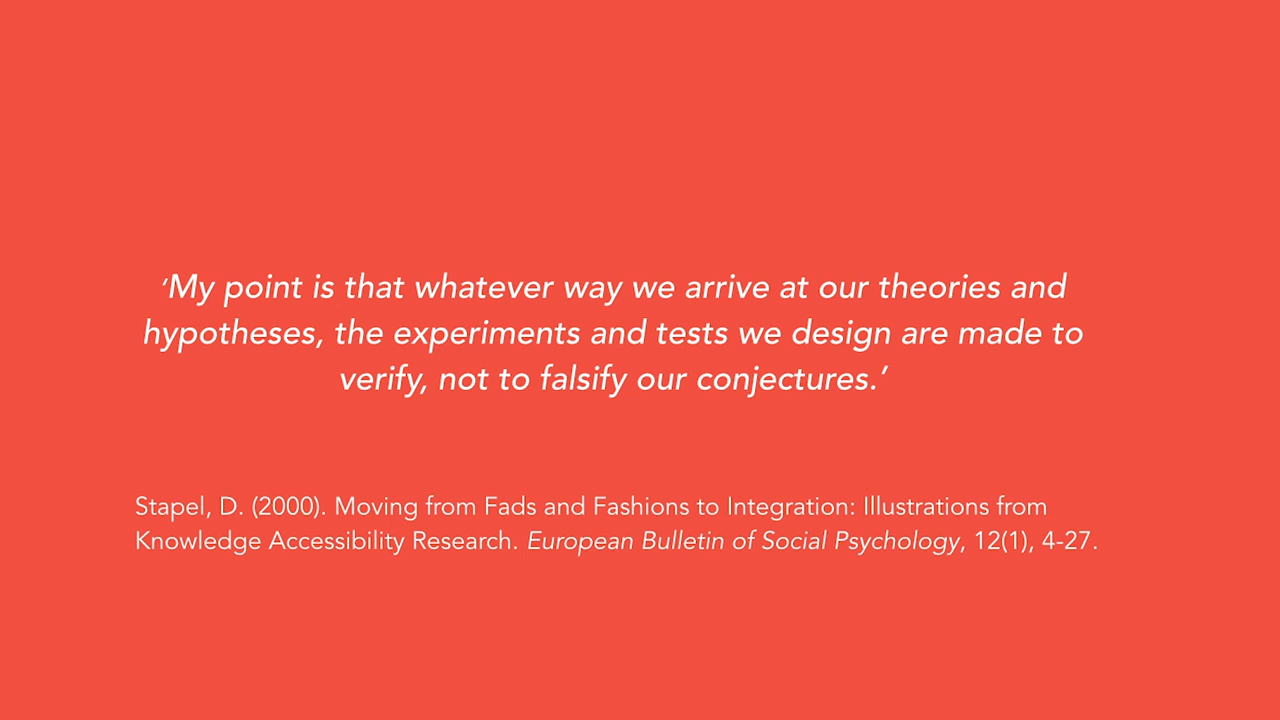 ‘My point is that whatever way we arrive at our theories and
hypotheses, the experiments and tests we design are made to
verify, not to falsify our conjectures.’
Stapel, D. (2000). Moving from Fads and Fashions to Integration: Illustrations from
Knowledge Accessibility Research. European Bulletin of Social Psychology, 12(1), 4-27.